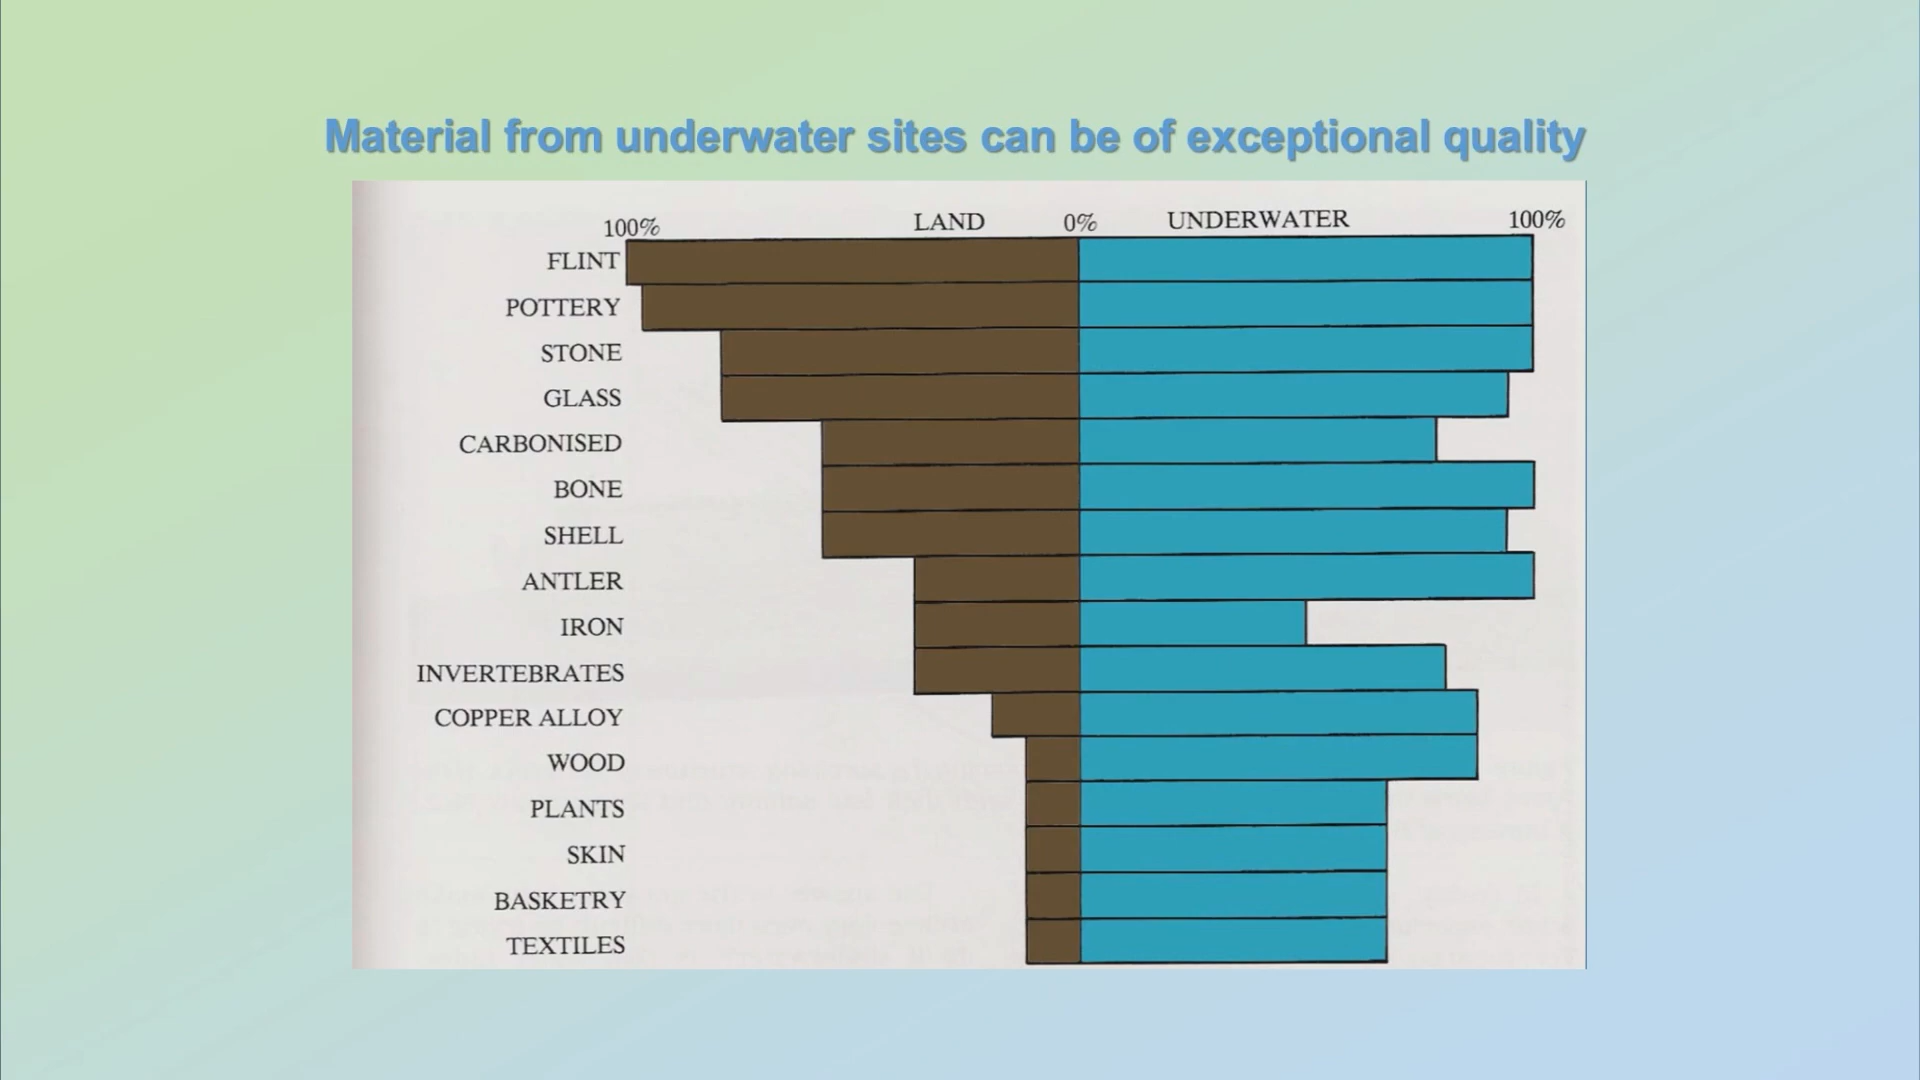 Material from underwater sites can be of exceptional quality
100% LAND 0% UNDERWATER 100%
FLINT
POTTERY
STONE
GLASS
CARBONISED
BONE
SHELL
ANTLER
IRON
INVERTEBRATES
COPPER ALLOY
WOOD
PLANTS
SKIN
BASKETRY
TEXTILES